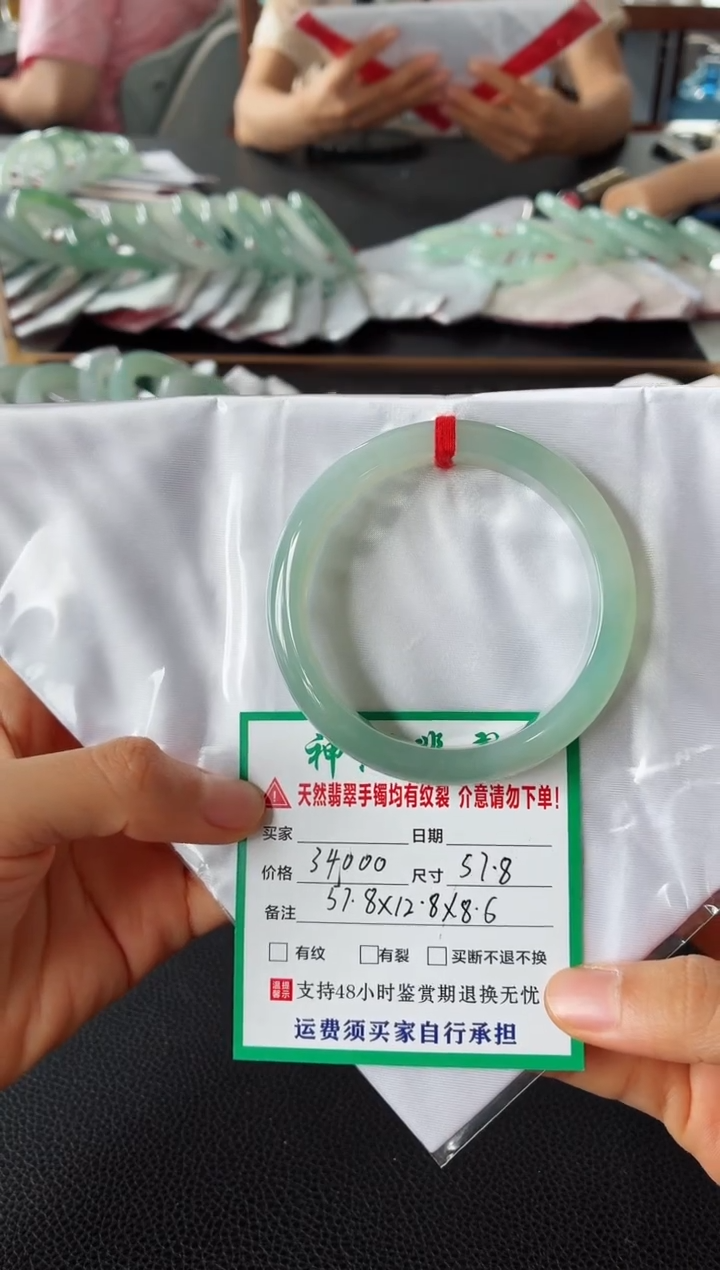 神
天然翡翠手镯均有纹裂 介意请勿下单!
买家 日期
价格 34000 尺寸 57.8
备注 57.8X12.8X8.6
有纹 有裂 买断不退不换
温提馨示 支持48小时鉴赏期退换无忧
运费须买家自行承担